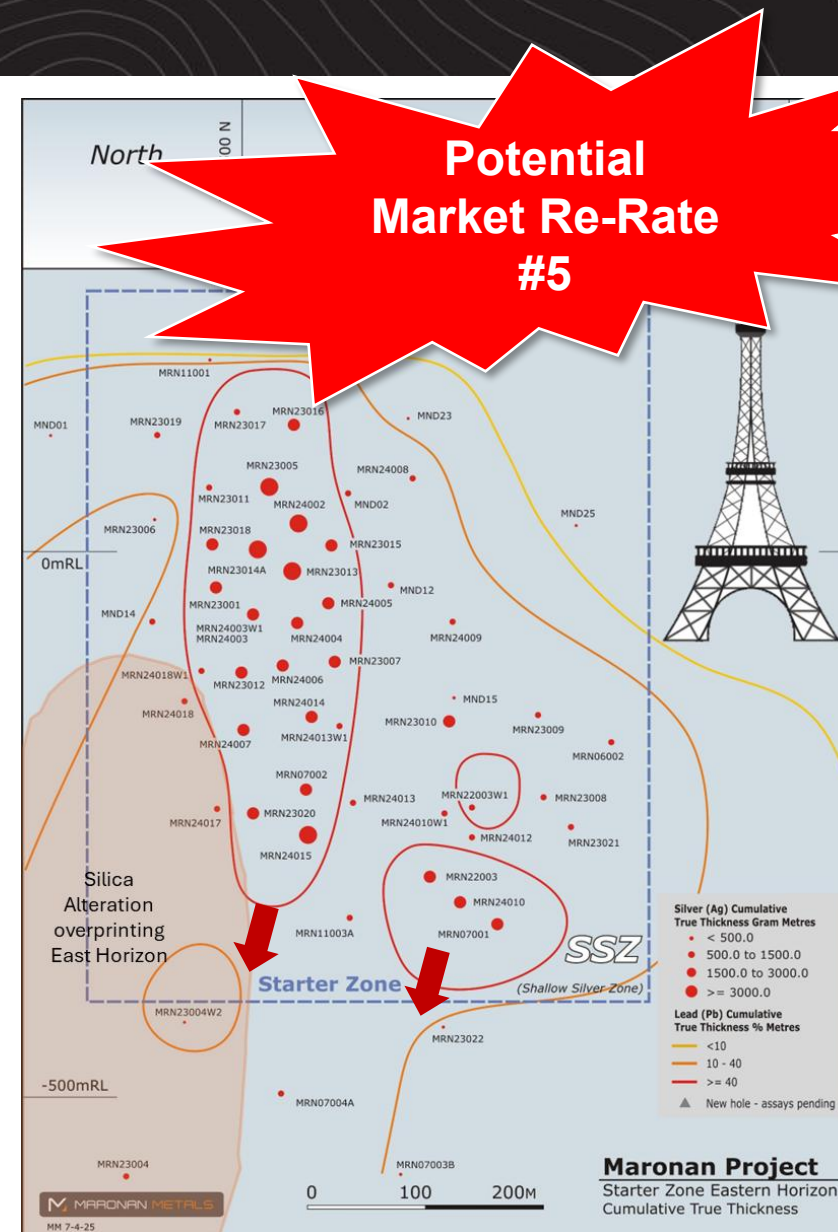 Potential
Market Re-Rate
#5
North
00 N
MRN11001
MND01
MRN23019
MRN23017
MRN23016
MND23
MRN23005
MRN24008
MRN23011
MRN24002
MND02
MND25
MRN23006
MRN23018
MRN23015
0mRL
MRN23014A
MRN23013
MND12
MRN23001
MRN24005
MND14
MRN24003W1
MRN24003
MRN24004
MRN24009
MRN24018W1
MRN23012
MRN24006
MRN23007
MRN24018
MRN24014
MND15
MRN23010
MRN23009
MRN24007
MRN24013W1
MRN06002
MRN07002
MRN24013
MRN22003W1
MRN23008
MRN24017
MRN23020
MRN24010W1
MRN24012
MRN23021
MRN24015
Silica
Alteration
overprinting
East Horizon
MRN22003
MRN24010
MRN07001
MRN11003A
SSZ
Starter Zone
(Shallow Silver Zone)
MRN23004W2
MRN23022
-500mRL
MRN07004A
MRN23004
MRN07003B
Silver (Ag) Cumulative
True Thickness Gram Metres
< 500.0
500.0 to 1500.0
1500.0 to 3000.0
>= 3000.0
Lead (Pb) Cumulative
True Thickness % Metres
<10
10 - 40
>= 40
New hole - assays pending
MARONAN METALS
MM 7-4-25
0 100 200M
Maronan Project
Starter Zone Eastern Horizon
Cumulative True Thickness